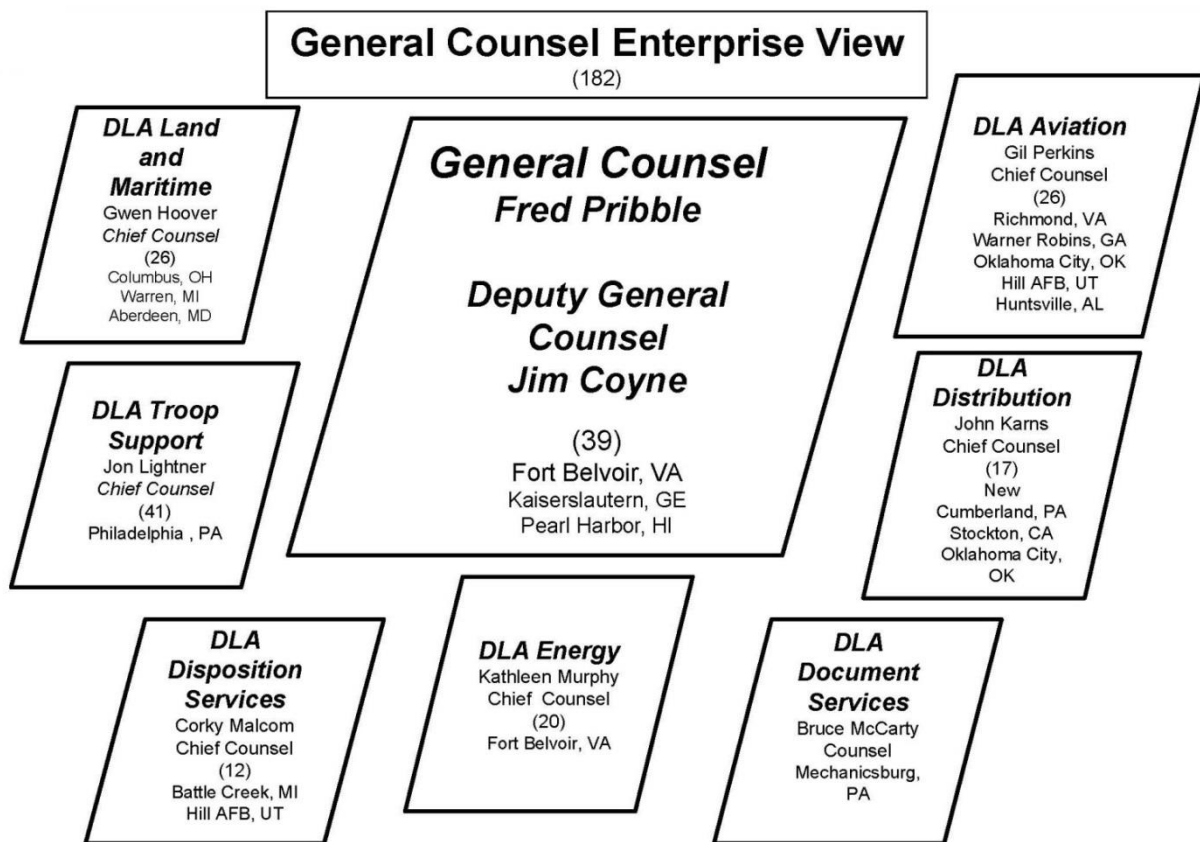 General Counsel Enterprise View
(182)
DLA Land
and
Maritime
Gwen Hoover
Chief Counsel
(26)
Columbus, OH
Warren, MI
Aberdeen, MD
General Counsel
Fred Pribble
Deputy General
Counsel
Jim Coyne
(39)
Fort Belvoir, VA
Kaiserslautern, GE
Pearl Harbor, HI
DLA Aviation
Gil Perkins
Chief Counsel
(26)
Richmond, VA
Warner Robins, GA
Oklahoma City, OK
Hill AFB, UT
Huntsville, AL
DLA Troop
Support
Jon Lightner
Chief Counsel
(41)
Philadelphia , PA
DLA
Distribution
John Karns
Chief Counsel
(17)
New
Cumberland, PA
Stockton, CA
Oklahoma City,
OK
DLA
Disposition
Services
Corky Malcom
Chief Counsel
(12)
Battle Creek, MI
Hill AFB, UT
DLA Energy
Kathleen Murphy
Chief Counsel
(20)
Fort Belvoir, VA
DLA
Document
Services
Bruce McCarty
Counsel
Mechanicsburg,
PA